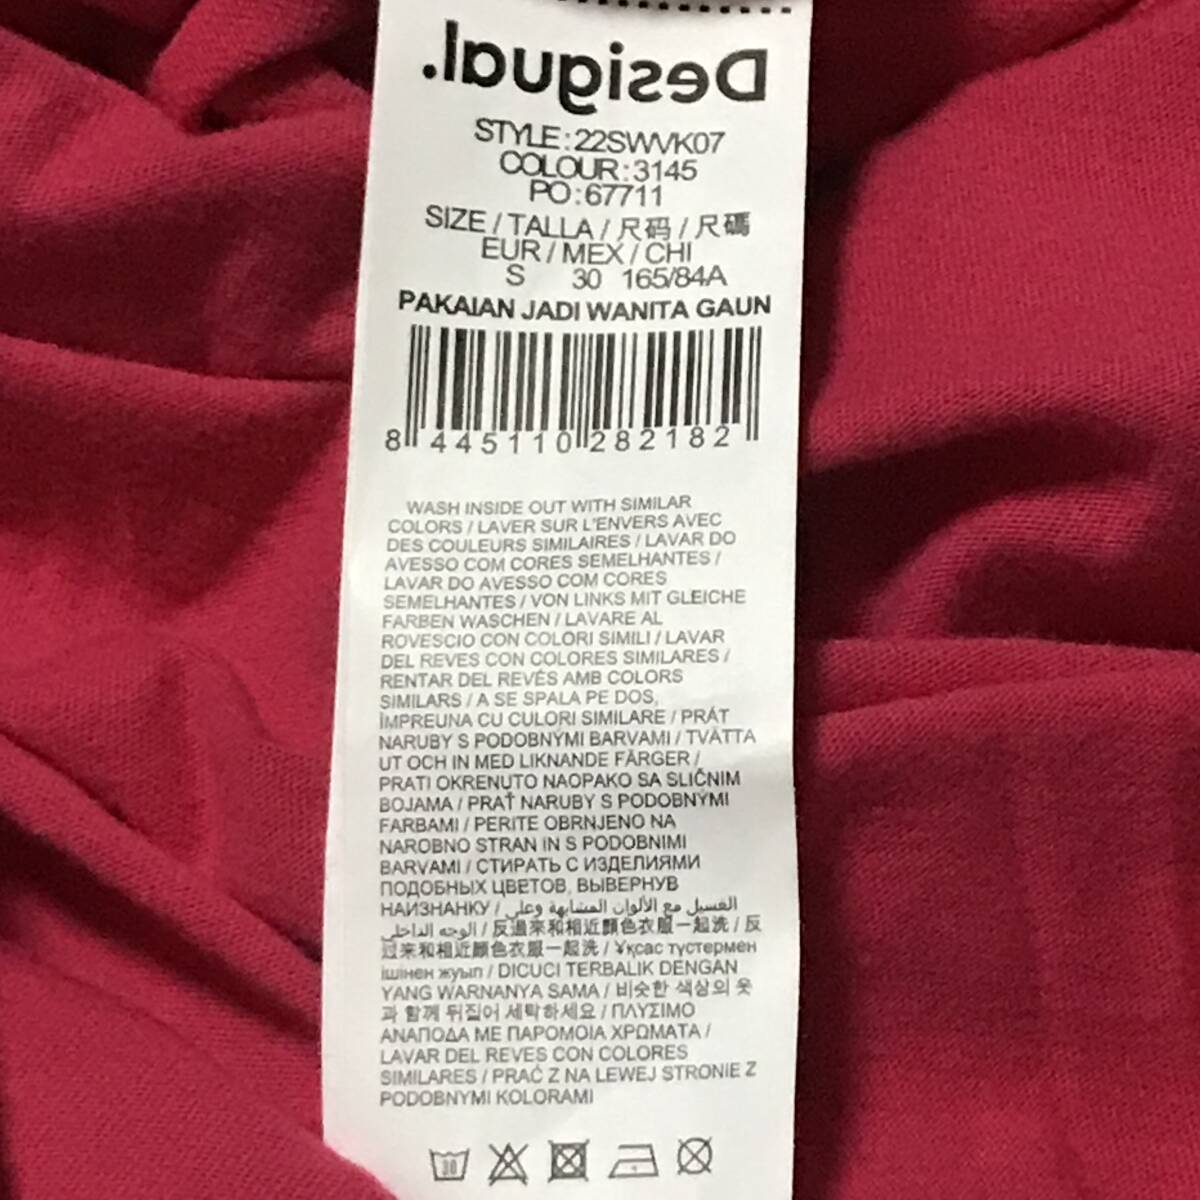 Desigual.
STYLE:22SWVK07
COLOUR:3145
PO:67711
SIZE / TALLA / 尺码 / 尺碼
EUR / MEX / CHI
S 30 165/84A
PAKAIAN JADI WANITA GAUN
8 445110 282182
WASH INSIDE OUT WITH SIMILAR
COLORS / LAVER SUR L'ENVERS AVEC
DES COULEURS SIMILAIRES / LAVAR DO
AVESSO COM CORES SEMELHANTES /
LAVAR DO AVESSO COM CORES
SEMELHANTES / VON LINKS MIT GLEICHE
FARBEN WASCHEN / LAVARE AL
ROVESCIO CON COLORI SIMILI / LAVAR
DEL REVES CON COLORES SIMILARES /
RENTAR DEL REVÉS AMB COLORS
SIMILARS / A SE SPALA PE DOS,
ÎMPREUNA CU CULORI SIMILARE / PRÁT
NARUBY S PODOBNÝMI BARVAMI / TVÄTTA
UT OCH IN MED LIKNANDE FÄRGER /
PRATI OKRENUTO NAOPAKO SA SLIČNIM
BOJAMA / PRAŤ NARUBY S PODOBNÝMI
FARBAMI / PERITE OBRNJENO NA
NAROBNO STRAN IN S PODOBNIMI
BARVAMI / СТИРАТЬ С ИЗДЕЛИЯМИ
ПОДОБНЫХ ЦВЕТОВ, ВЫВЕРНУВ
НАИЗНАНКУ / الغسيل مع الألوان المشابهة وعلى
الوجه الداخلي / 反過來和相近顏色衣服一起洗 / 反
过来和相近颜色衣服一起洗 / Ұқсас түстермен
ішінен жуып / DICUCI TERBALIK DENGAN
YANG WARNANYA SAMA / 비슷한 색상의 옷
과 함께 뒤집어 세탁하세요 / ΠΛΥΣΙΜΟ
ΑΝΑΠΟΔΑ ΜΕ ΠΑΡΟΜΟΙΑ ΧΡΩΜΑΤΑ /
LAVAR DEL REVES CON COLORES
SIMILARES / PRAĆ Z NA LEWEJ STRONIE Z
PODOBNYMI KOLORAMI
30